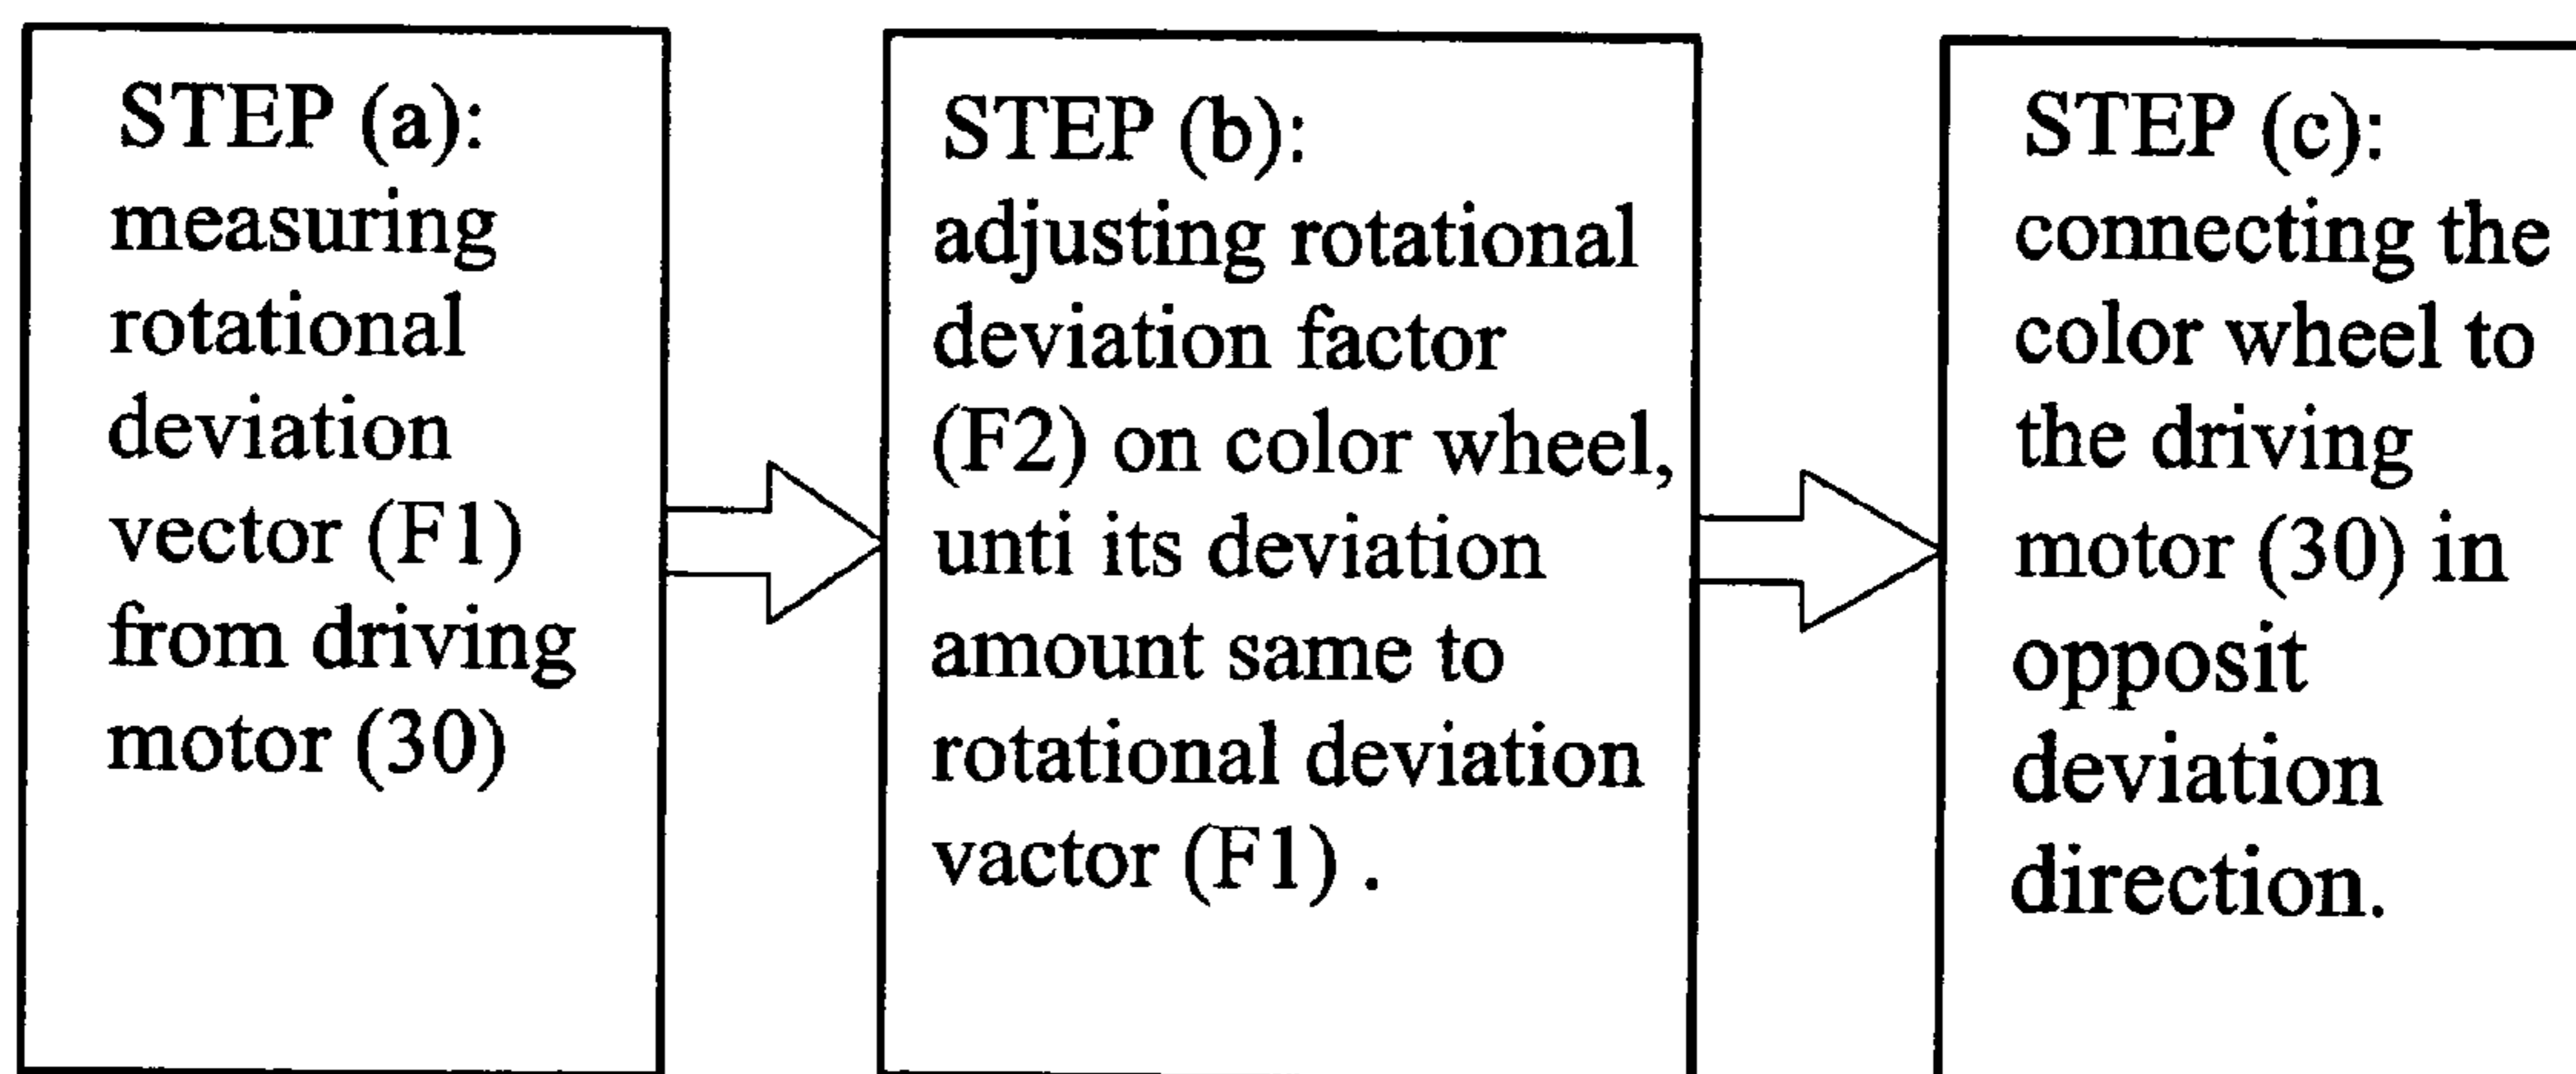 STEP (a):
measuring
rotational
deviation
vector (F1)
from driving
motor (30)
STEP (b):
adjusting rotational
deviation factor
(F2) on color wheel,
unti its deviation
amount same to
rotational deviation
vactor (F1) .
STEP (c):
connecting the
color wheel to
the driving
motor (30) in
opposit
deviation
direction.